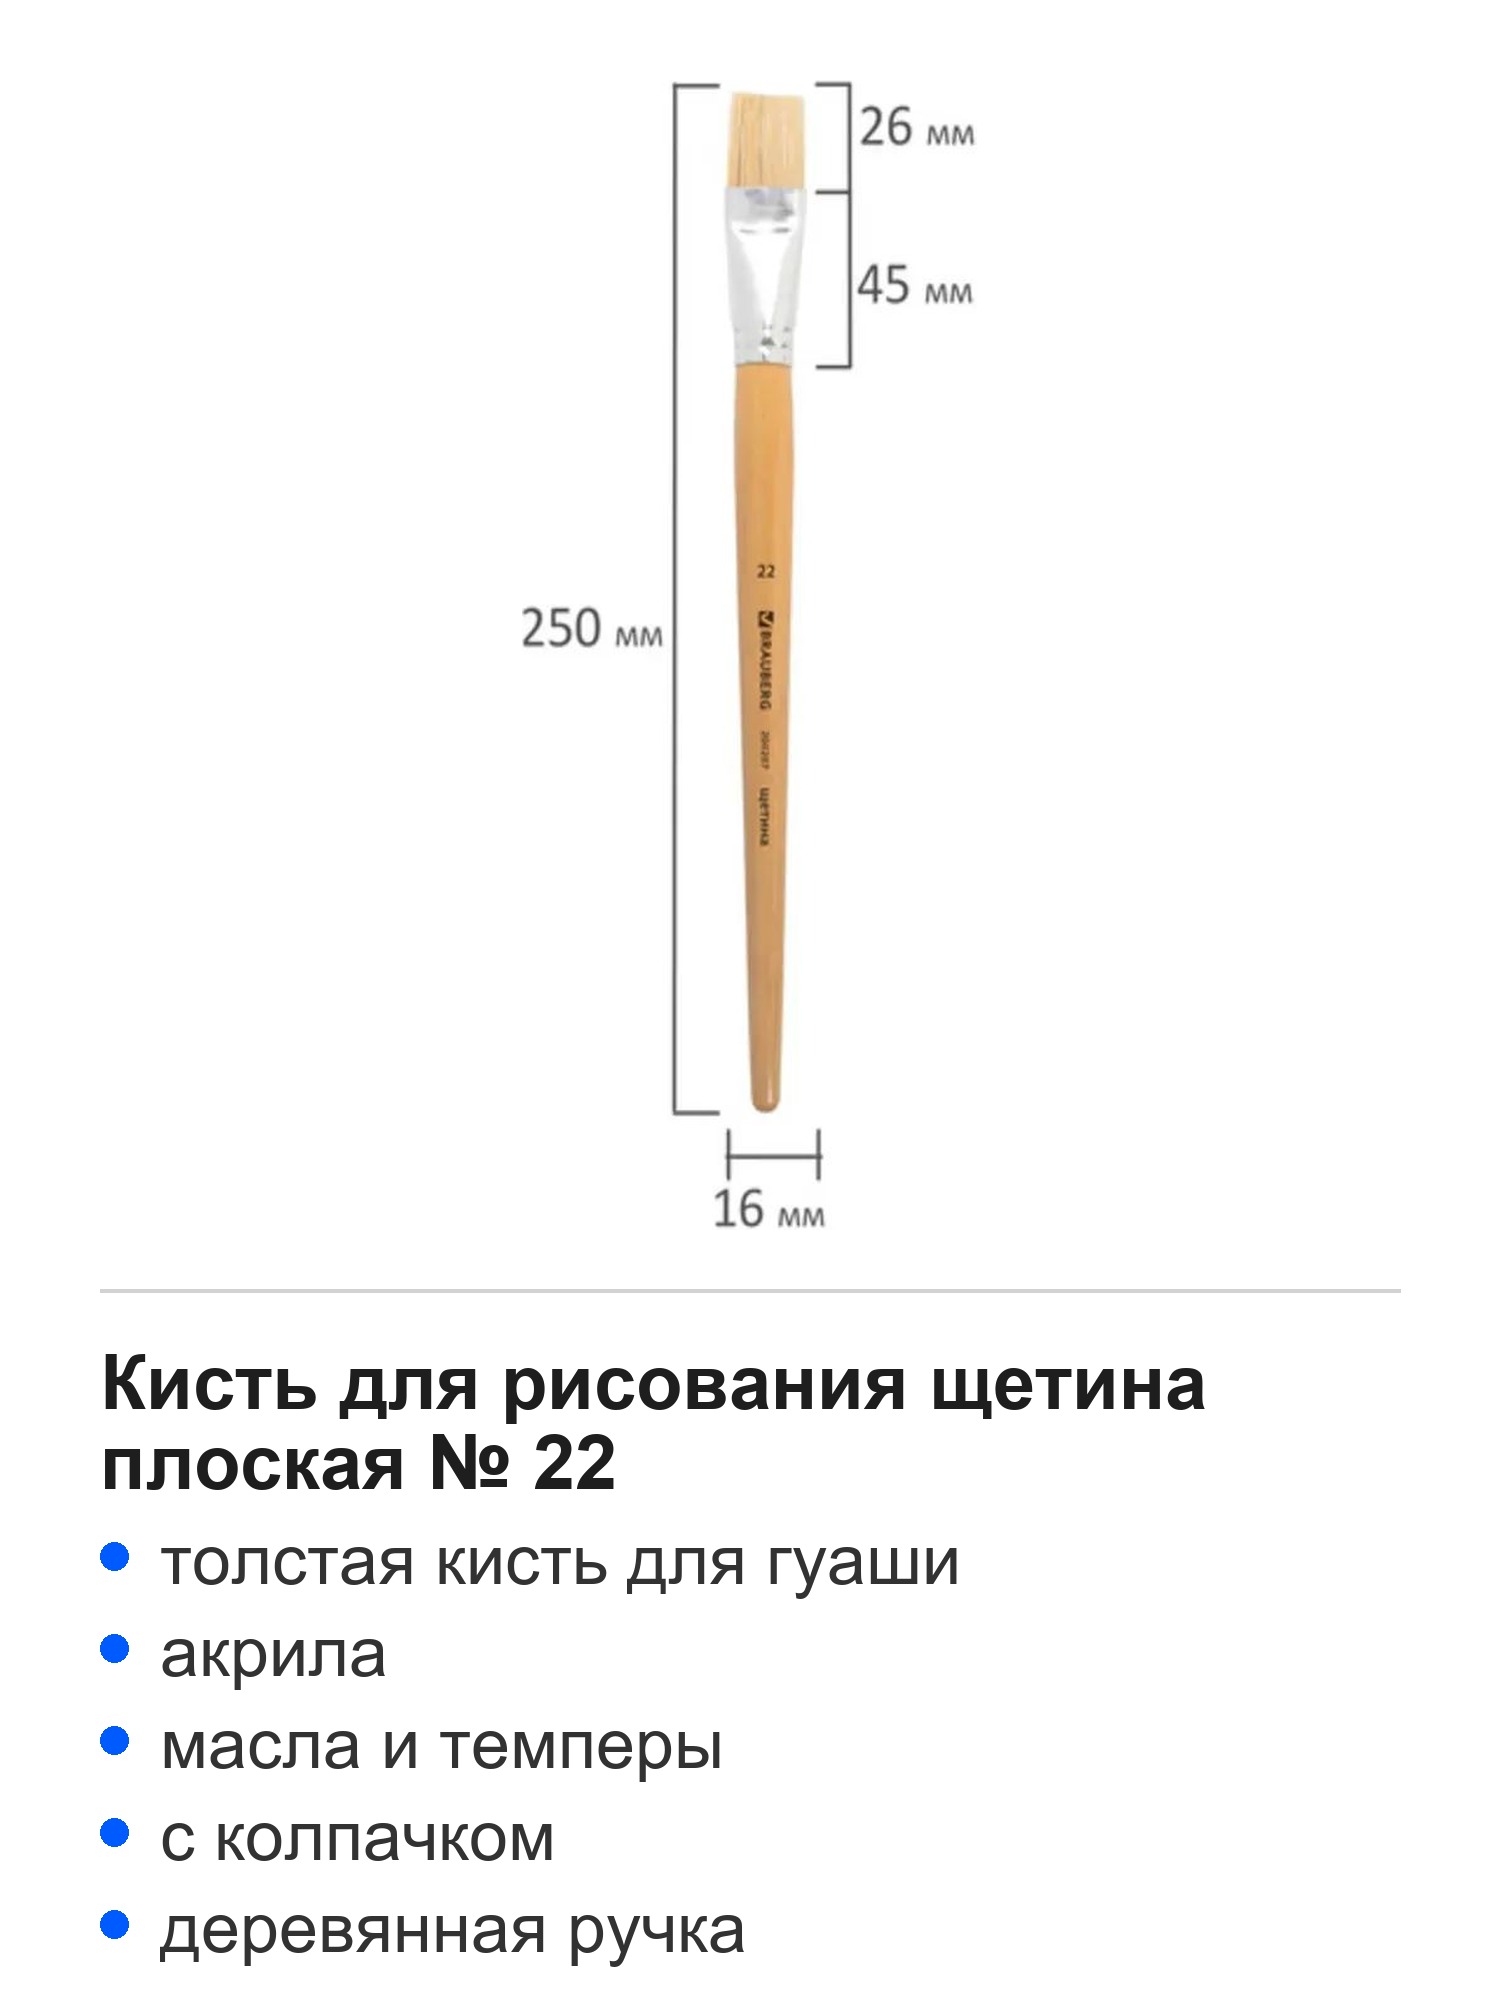 26 мм
45 мм
22
BRAUBERG
щетина
250 мм
16 мм
Кисть для рисования щетина
плоская № 22
толстая кисть для гуаши
акрила
масла и темперы
с колпачком
деревянная ручка